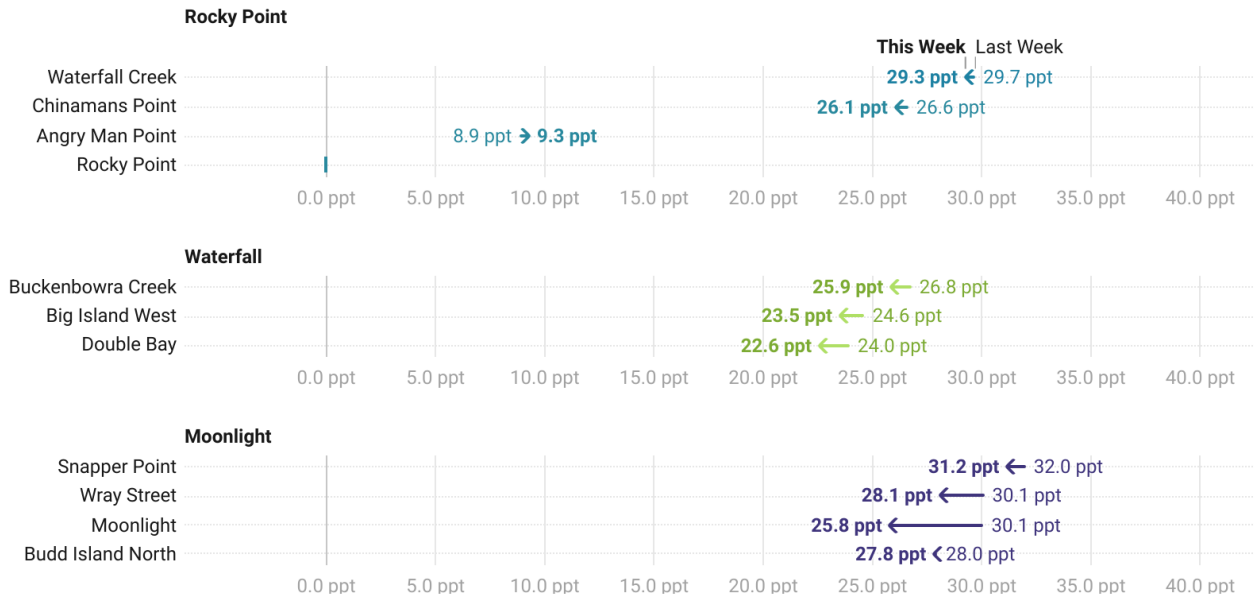 Rocky Point
This Week Last Week
Waterfall Creek 29.3 ppt 29.7 ppt
Chinamans Point 26.1 ppt 26.6 ppt
Angry Man Point 8.9 ppt 9.3 ppt
Rocky Point
0.0 ppt 5.0 ppt 10.0 ppt 15.0 ppt 20.0 ppt 25.0 ppt 30.0 ppt 35.0 ppt 40.0 ppt
Waterfall
Buckenbowra Creek 25.9 ppt 26.8 ppt
Big Island West 23.5 ppt 24.6 ppt
Double Bay 22.6 ppt 24.0 ppt
0.0 ppt 5.0 ppt 10.0 ppt 15.0 ppt 20.0 ppt 25.0 ppt 30.0 ppt 35.0 ppt 40.0 ppt
Moonlight
Snapper Point 31.2 ppt 32.0 ppt
Wray Street 28.1 ppt 30.1 ppt
Moonlight 25.8 ppt 30.1 ppt
Budd Island North 27.8 ppt 28.0 ppt
0.0 ppt 5.0 ppt 10.0 ppt 15.0 ppt 20.0 ppt 25.0 ppt 30.0 ppt 35.0 ppt 40.0 ppt